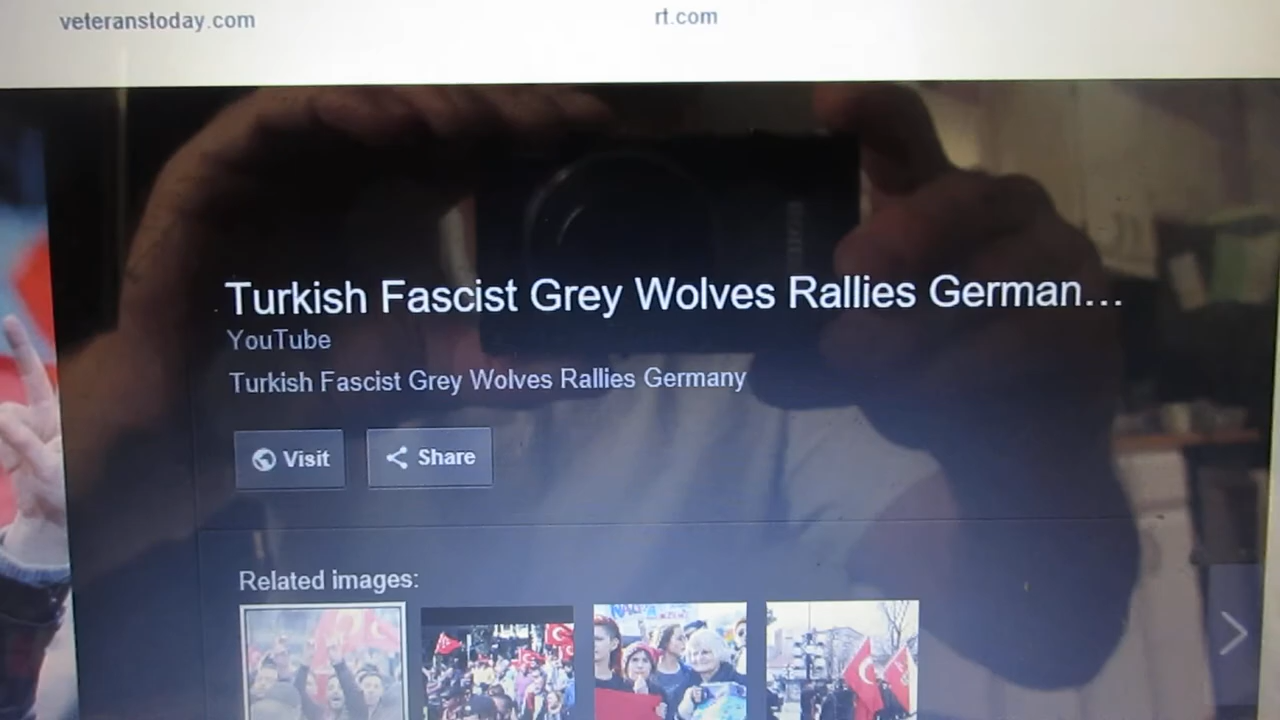 veteranstoday.com
rt.com
Turkish Fascist Grey Wolves Rallies German...
YouTube
Turkish Fascist Grey Wolves Rallies Germany
Visit
Share
Related images: